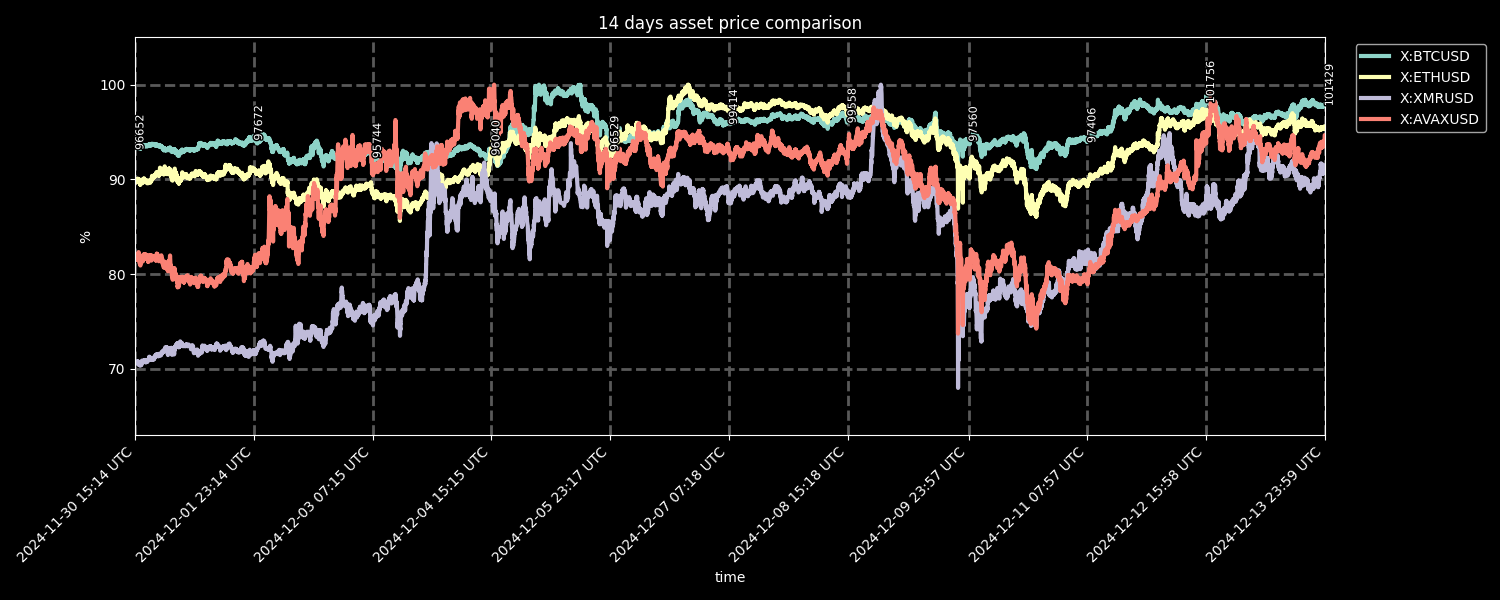 14 days asset price comparison
X:BTCUSD
X:ETHUSD
X:XMRUSD
X:AVAXUSD
100
90
80
70
%
96652
97672
95744
96040
96529
99414
99558
97560
97406
101756
101429
2024-11-30 15:14 UTC
2024-12-01 23:14 UTC
2024-12-03 07:15 UTC
2024-12-04 15:15 UTC
2024-12-05 23:17 UTC
2024-12-07 07:18 UTC
2024-12-08 15:18 UTC
2024-12-09 23:57 UTC
2024-12-11 07:57 UTC
2024-12-12 15:58 UTC
2024-12-13 23:59 UTC
time